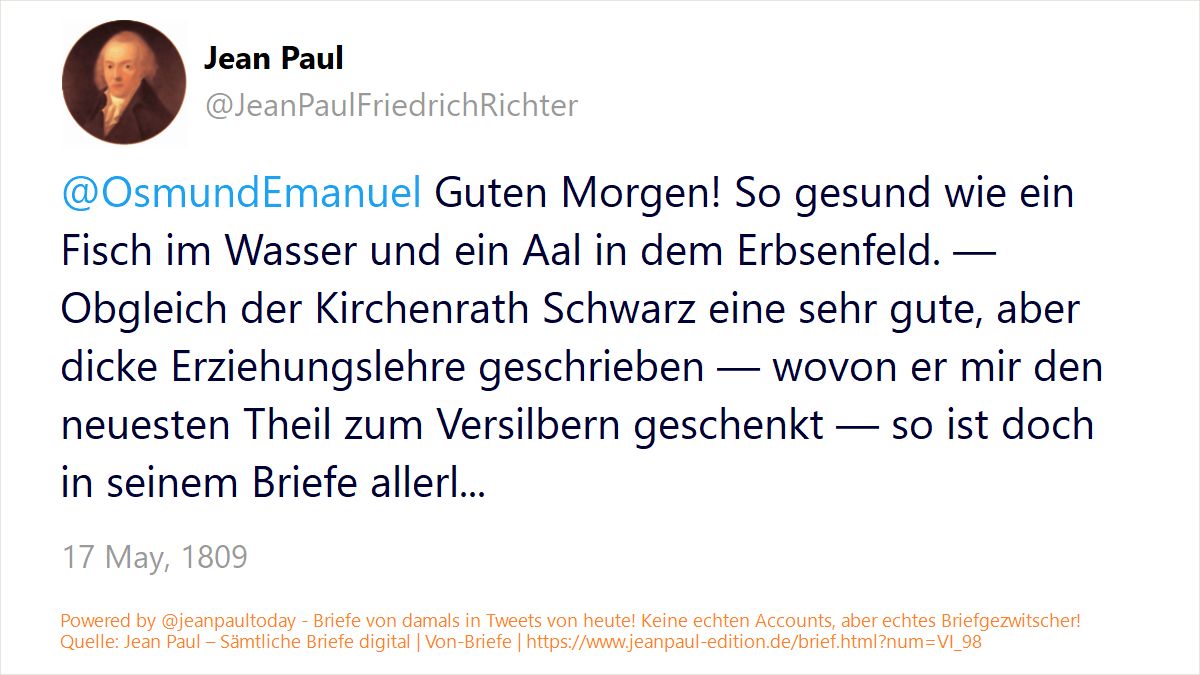 Jean Paul
@JeanPaulFriedrichRichter
@OsmundEmanuel Guten Morgen! So gesund wie ein
Fisch im Wasser und ein Aal in dem Erbsenfeld. —
Obgleich der Kirchenrath Schwarz eine sehr gute, aber
dicke Erziehungslehre geschrieben — wovon er mir den
neuesten Theil zum Versilbern geschenkt — so ist doch
in seinem Briefe allerl...
17 May, 1809
Powered by @jeanpaultoday - Briefe von damals in Tweets von heute! Keine echten Accounts, aber echtes Briefgezwitscher!
Quelle: Jean Paul – Sämtliche Briefe digital | Von-Briefe | https://www.jeanpaul-edition.de/brief.html?num=VI_98